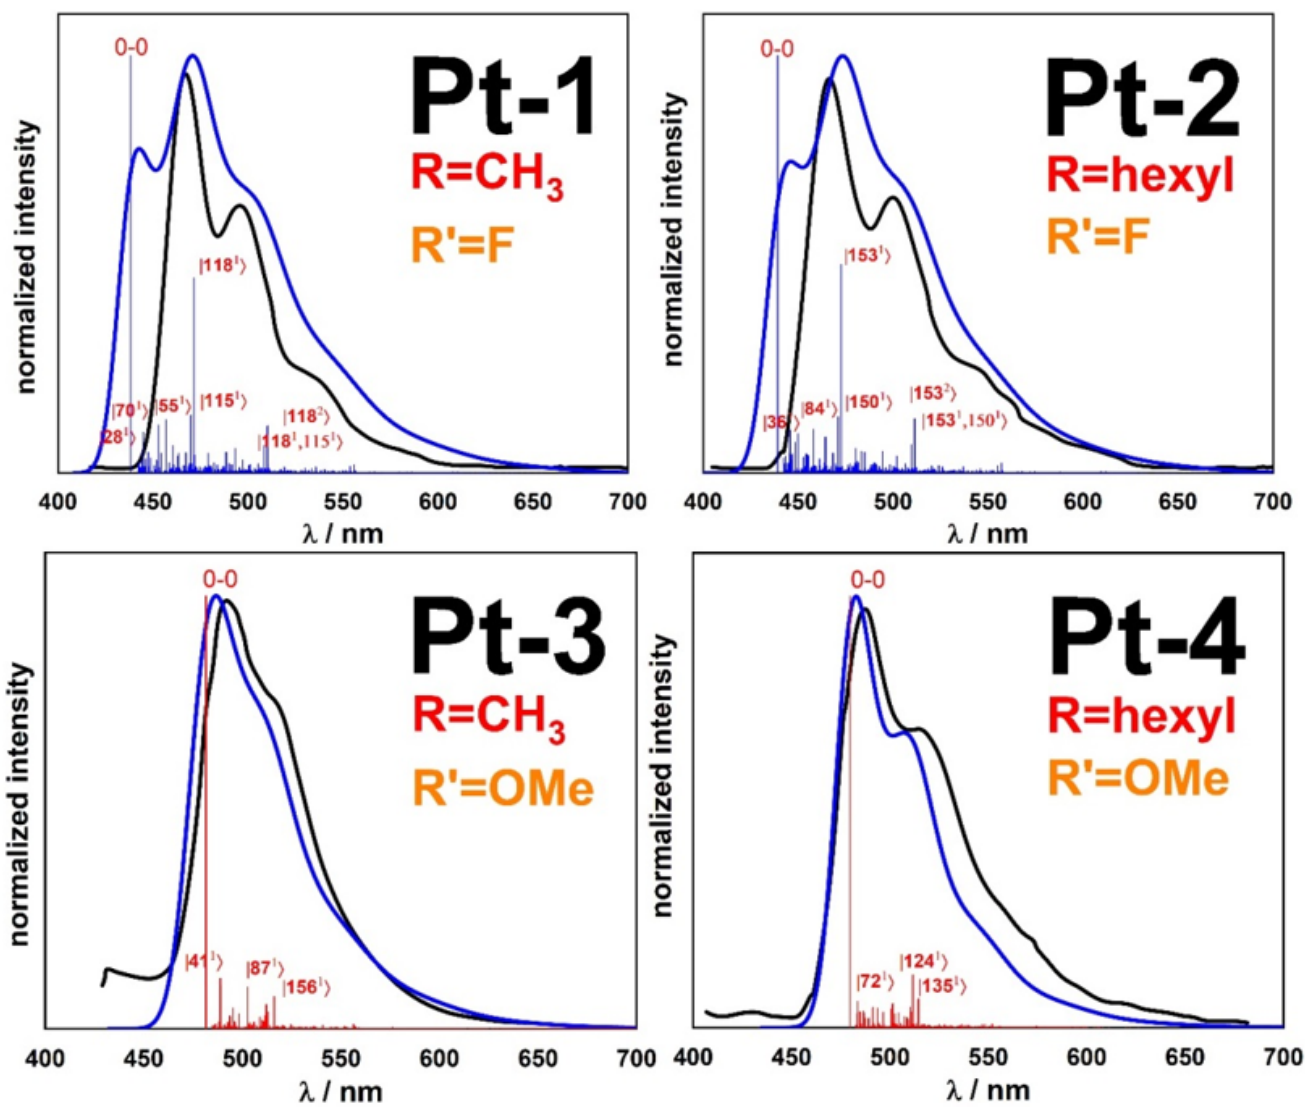 0-0
Pt-1
R=CH₃
R'=F
normalized intensity
|118¹⟩
|70¹⟩
|55¹⟩
|115¹⟩
|28¹⟩
|118²⟩
|118¹,115¹⟩
400 450 500 550 600 650 700
λ / nm
0-0
Pt-2
R=hexyl
R'=F
normalized intensity
|153¹⟩
|36¹⟩
|84¹⟩
|150¹⟩
|153²⟩
|153¹,150¹⟩
400 450 500 550 600 650 700
λ / nm
0-0
Pt-3
R=CH₃
R'=OMe
normalized intensity
|41¹⟩
|87¹⟩
|156¹⟩
400 450 500 550 600 650 700
λ / nm
0-0
Pt-4
R=hexyl
R'=OMe
normalized intensity
|72¹⟩
|124¹⟩
|135¹⟩
400 450 500 550 600 650 700
λ / nm